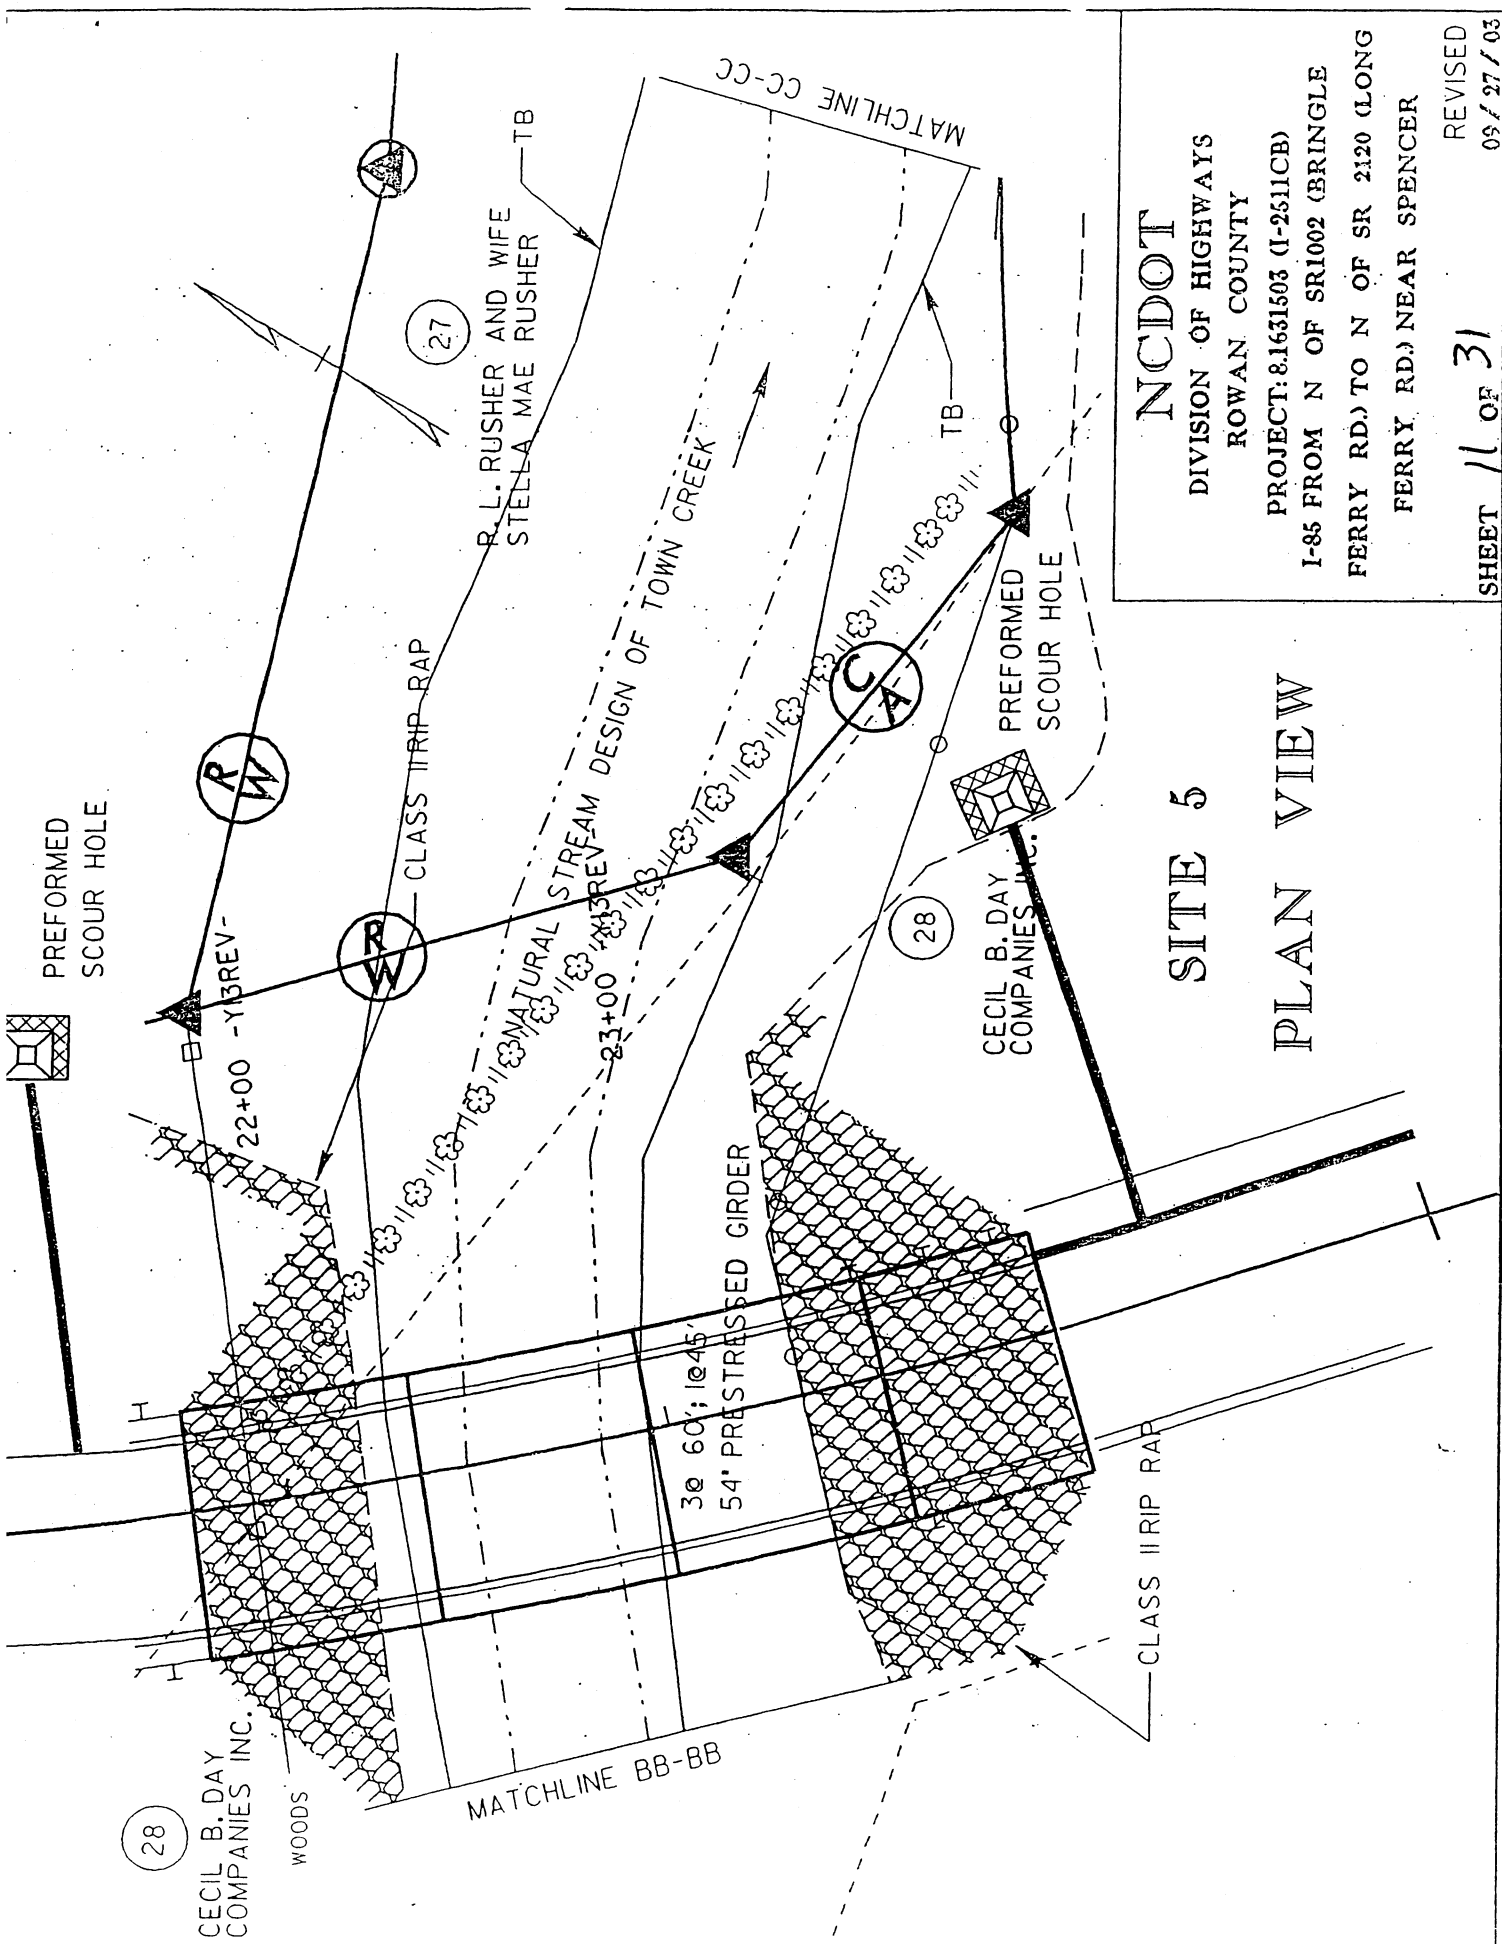 PREFORMED
SCOUR HOLE
22+00 -Y13REV-
R
W
R
W
CLASS II RIP RAP
27
R. L. RUSHER AND WIFE
STELLA MAE RUSHER
TB
MATCHLINE CC-CC
NATURAL STREAM DESIGN OF TOWN CREEK
23+00 -Y13REV-
TB
C
A
PREFORMED
SCOUR HOLE
28
CECIL B. DAY
COMPANIES INC.
3@ 60'; 1@45'
54" PRESTRESSED GIRDER
28
CECIL B. DAY
COMPANIES INC.
WOODS
MATCHLINE BB-BB
CLASS II RIP RAP
SITE 5
PLAN VIEW
NCDOT
DIVISION OF HIGHWAYS
ROWAN COUNTY
PROJECT: 8.1631503 (I-2511CB)
I-85 FROM N OF SR1002 (BRINGLE
FERRY RD.) TO N OF SR 2120 (LONG
FERRY RD.) NEAR SPENCER
SHEET 11 OF 31
REVISED
09/27/03